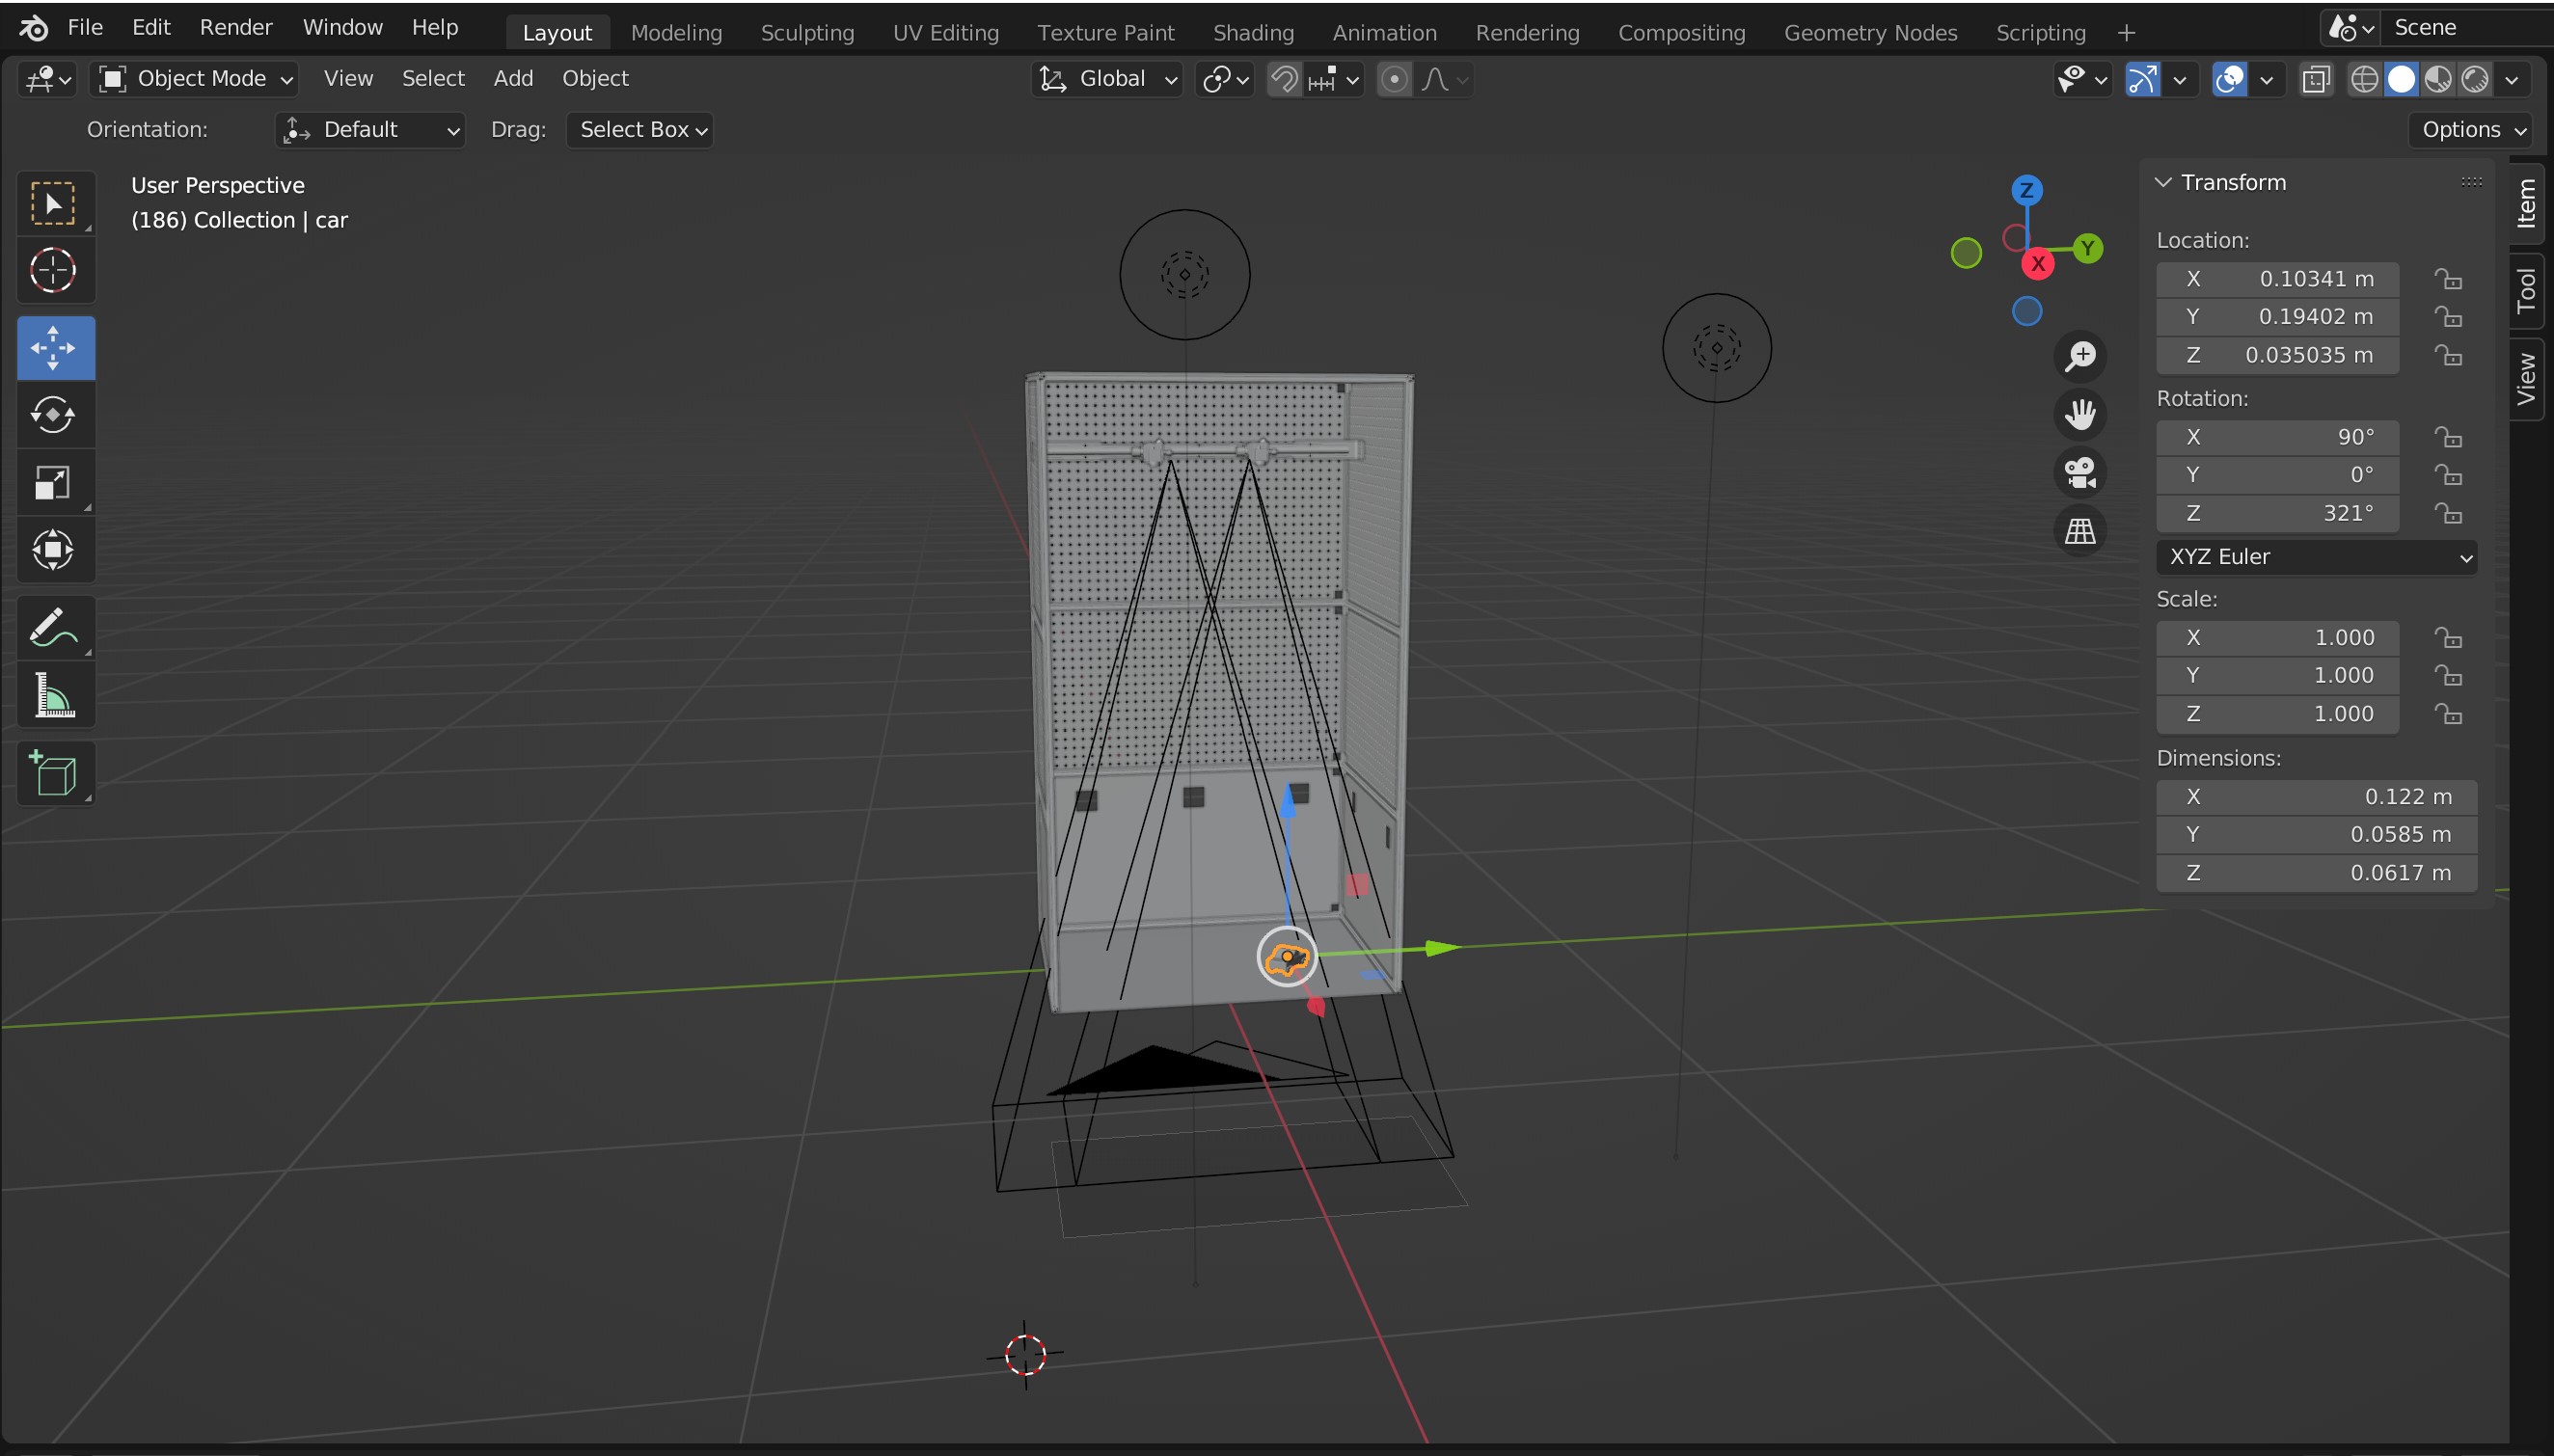 File Edit Render Window Help Layout Modeling Sculpting UV Editing Texture Paint Shading Animation Rendering Compositing Geometry Nodes Scripting + Scene
Object Mode View Select Add Object Global
Orientation: Default Drag: Select Box Options
User Perspective
(186) Collection | car
Z
Y
X
Transform
Location:
X 0.10341 m
Y 0.19402 m
Z 0.035035 m
Rotation:
X 90°
Y 0°
Z 321°
XYZ Euler
Scale:
X 1.000
Y 1.000
Z 1.000
Dimensions:
X 0.122 m
Y 0.0585 m
Z 0.0617 m
Item
Tool
View